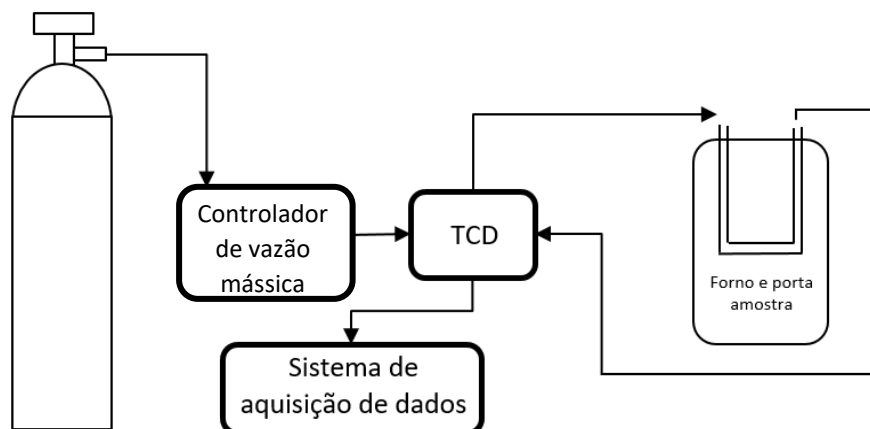 Controlador
de vazão
mássica
TCD
Forno e porta
amostra
Sistema de
aquisição de dados